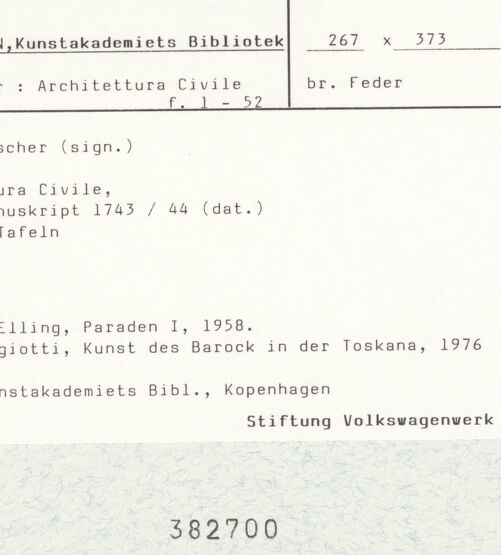 N,Kunstakademiets Bibliotek 267 x 373
r : Architettura Civile br. Feder
f. 1 - 52
scher (sign.)
ura Civile,
nuskript 1743 / 44 (dat.)
Tafeln
Elling, Paraden I, 1958.
giotti, Kunst des Barock in der Toskana, 1976
nstakademiets Bibl., Kopenhagen
Stiftung Volkswagenwerk
382700